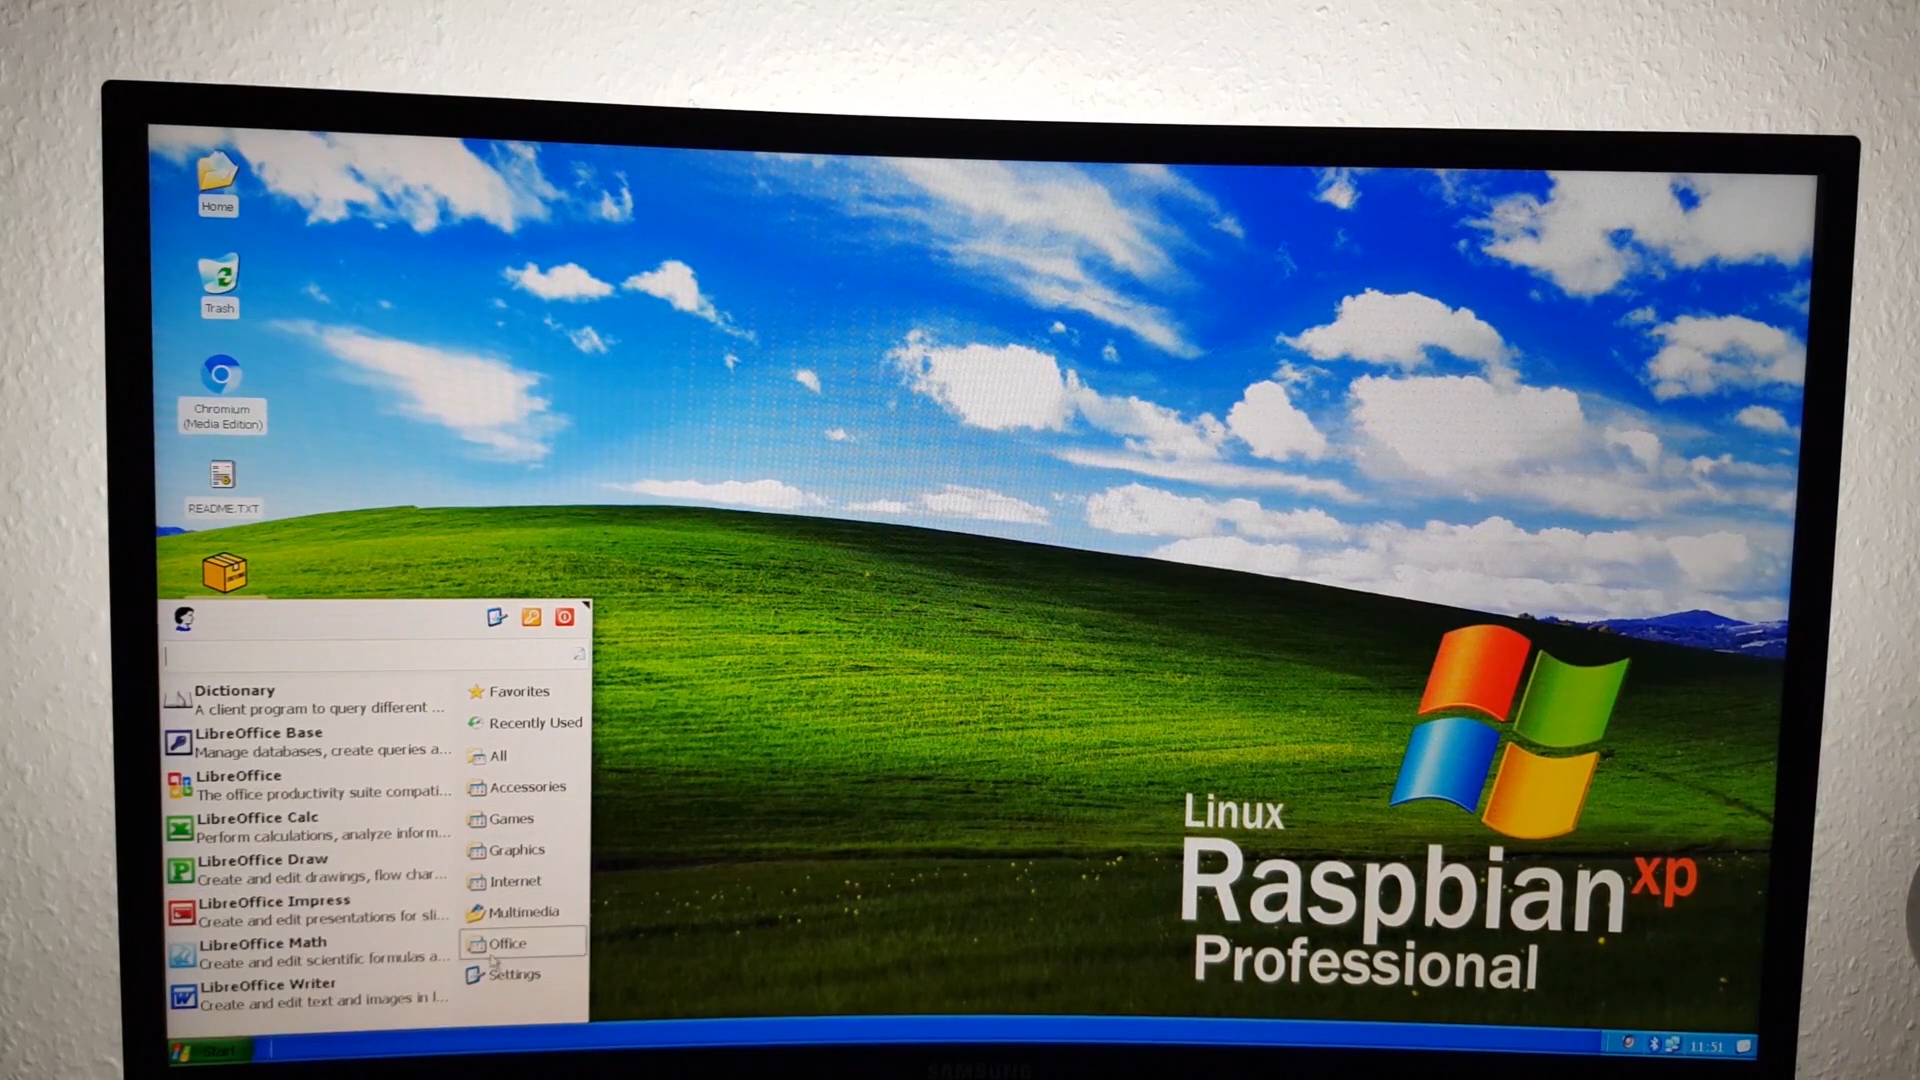 Home
Trash
Chromium
(Media Edition)
README.TXT
Dictionary
A client program to query different ...
LibreOffice Base
Manage databases, create queries a...
LibreOffice
The office productivity suite compati...
LibreOffice Calc
Perform calculations, analyze inform...
LibreOffice Draw
Create and edit drawings, flow char...
LibreOffice Impress
Create and edit presentations for sli...
LibreOffice Math
Create and edit scientific formulas a...
LibreOffice Writer
Create and edit text and images in l...
Favorites
Recently Used
All
Accessories
Games
Graphics
Internet
Multimedia
Office
Settings
Linux
Raspbian xp
Professional
Start
11:51
SAMSUNG